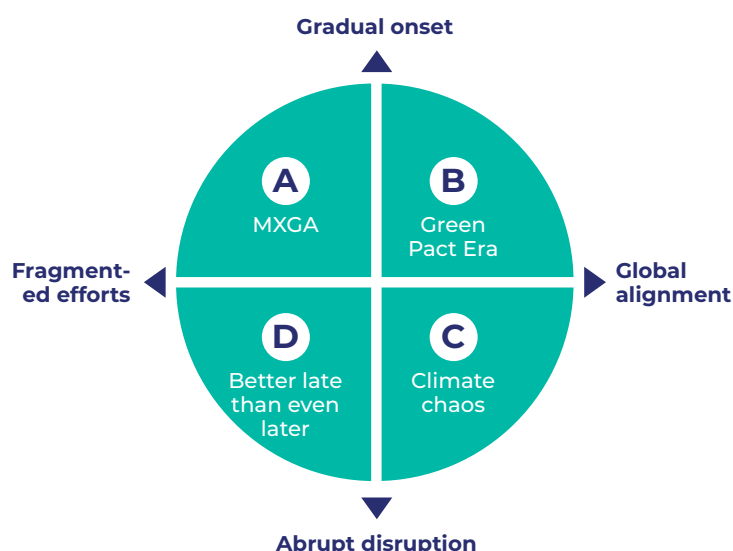 Gradual onset
A
MXGA
B
Green
Pact Era
Fragment-
ed efforts
Global
alignment
D
Better late
than even
later
C
Climate
chaos
Abrupt disruption